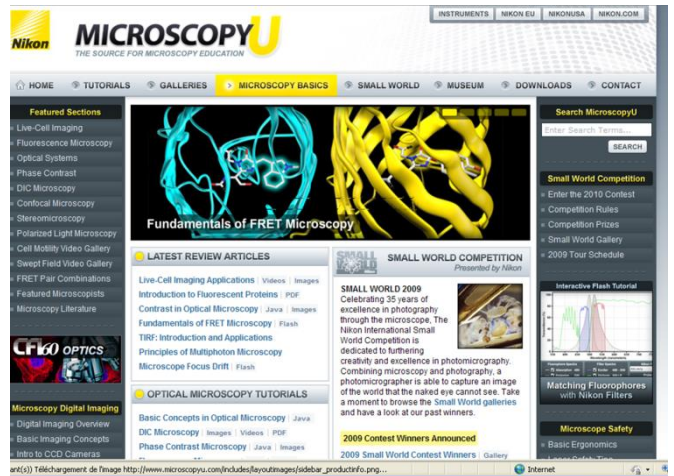 INSTRUMENTS NIKON EU NIKONUSA NIKON.COM
Nikon
MICROSCOPYU
THE SOURCE FOR MICROSCOPY EDUCATION
HOME TUTORIALS GALLERIES MICROSCOPY BASICS SMALL WORLD MUSEUM DOWNLOADS CONTACT
Featured Sections
Live-Cell Imaging
Fluorescence Microscopy
Optical Systems
Phase Contrast
DIC Microscopy
Confocal Microscopy
Stereomicroscopy
Polarized Light Microscopy
Cell Motility Video Gallery
Swept Field Video Gallery
FRET Pair Combinations
Featured Microscopists
Microscopy Literature
CFI60 OPTICS
Microscopy Digital Imaging
Digital Imaging Overview
Basic Imaging Concepts
Intro to CCD Cameras
Fundamentals of FRET Microscopy
LATEST REVIEW ARTICLES
Live-Cell Imaging Applications | Videos | Images
Introduction to Fluorescent Proteins | PDF
Contrast in Optical Microscopy | Java | Images
Fundamentals of FRET Microscopy | Flash
TIRF: Introduction and Applications
Principles of Multiphoton Microscopy
Microscope Focus Drift | Flash
OPTICAL MICROSCOPY TUTORIALS
Basic Concepts in Optical Microscopy | Java
DIC Microscopy | Images | Videos | PDF
Phase Contrast Microscopy | Java | Images
SMALL WORLD
SMALL WORLD COMPETITION
Presented by Nikon
SMALL WORLD 2009
Celebrating 35 years of
excellence in photography
through the microscope, The
Nikon International Small
World Competition is
dedicated to furthering
creativity and excellence in photomicrography.
Combining microscopy and photography, a
photomicrographer is able to capture an image
of the world that the naked eye cannot see. Take
a moment to browse the Small World galleries
and have a look at our past winners.
2009 Contest Winners Announced
2009 Small World Contest Winners | Gallery
Search MicroscopyU
Enter Search Terms...
SEARCH
Small World Competition
Enter the 2010 Contest
Competition Rules
Competition Prizes
Small World Gallery
2009 Tour Schedule
Interactive Flash Tutorial
Matching Fluorophores
with Nikon Filters
Microscope Safety
Basic Ergonomics
Laser Safety Tips
ant(s)) Téléchargement de l'image http://www.microscopyu.com/includes/layoutimages/sidebar_productinfo.png... Internet